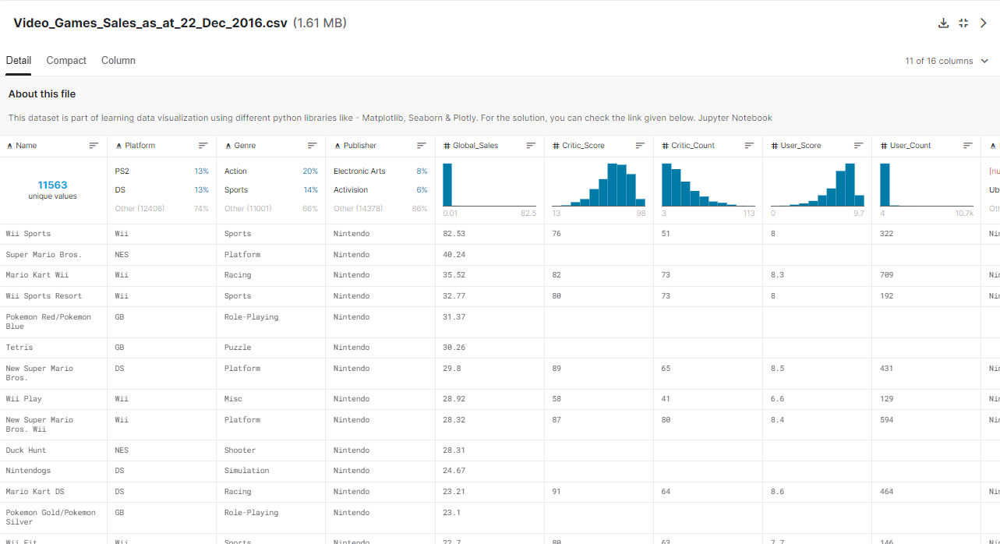 Video_Games_Sales_as_at_22_Dec_2016.csv (1.61 MB)
Detail Compact Column 11 of 16 columns
About this file
This dataset is part of learning data visualization using different python libraries like - Matplotlib, Seaborn & Plotly. For the solution, you can check the link given below. Jupyter Notebook
A Name A Platform A Genre A Publisher # Global_Sales # Critic_Score # Critic_Count # User_Score # User_Count A
11563
unique values
PS2 13%
DS 13%
Other (12406) 74%
Action 20%
Sports 14%
Other (11001) 66%
Electronic Arts 8%
Activision 6%
Other (14378) 86%
0.01 82.5
13 98
3 113
0 9.7
4 10.7k
[nu
Ub
Oth
Wii Sports Wii Sports Nintendo 82.53 76 51 8 322 Nin
Super Mario Bros. NES Platform Nintendo 40.24
Mario Kart Wii Wii Racing Nintendo 35.52 82 73 8.3 709 Nin
Wii Sports Resort Wii Sports Nintendo 32.77 80 73 8 192 Nin
Pokemon Red/Pokemon GB Role-Playing Nintendo 31.37
Blue
Tetris GB Puzzle Nintendo 30.26
New Super Mario DS Platform Nintendo 29.8 89 65 8.5 431 Nin
Bros.
Wii Play Wii Misc Nintendo 28.92 58 41 6.6 129 Nin
New Super Mario Wii Platform Nintendo 28.32 87 80 8.4 594 Nin
Bros. Wii
Duck Hunt NES Shooter Nintendo 28.31
Nintendogs DS Simulation Nintendo 24.67
Mario Kart DS DS Racing Nintendo 23.21 91 64 8.6 464 Nin
Pokemon Gold/Pokemon GB Role-Playing Nintendo 23.1
Silver
Wii Fit Wii Sports Nintendo 22.7 80 63 7.7 146 Nin